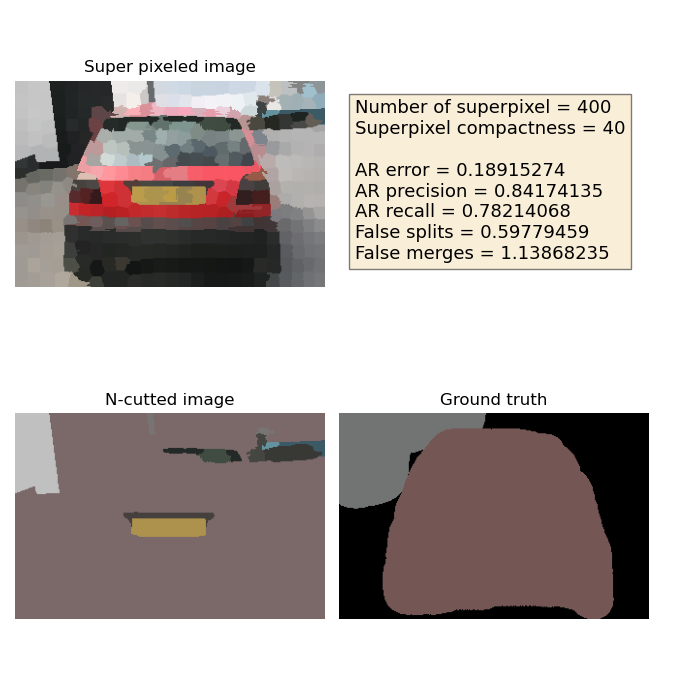 Super pixeled image
Number of superpixel = 400
Superpixel compactness = 40
AR error = 0.18915274
AR precision = 0.84174135
AR recall = 0.78214068
False splits = 0.59779459
False merges = 1.13868235
N-cutted image
Ground truth